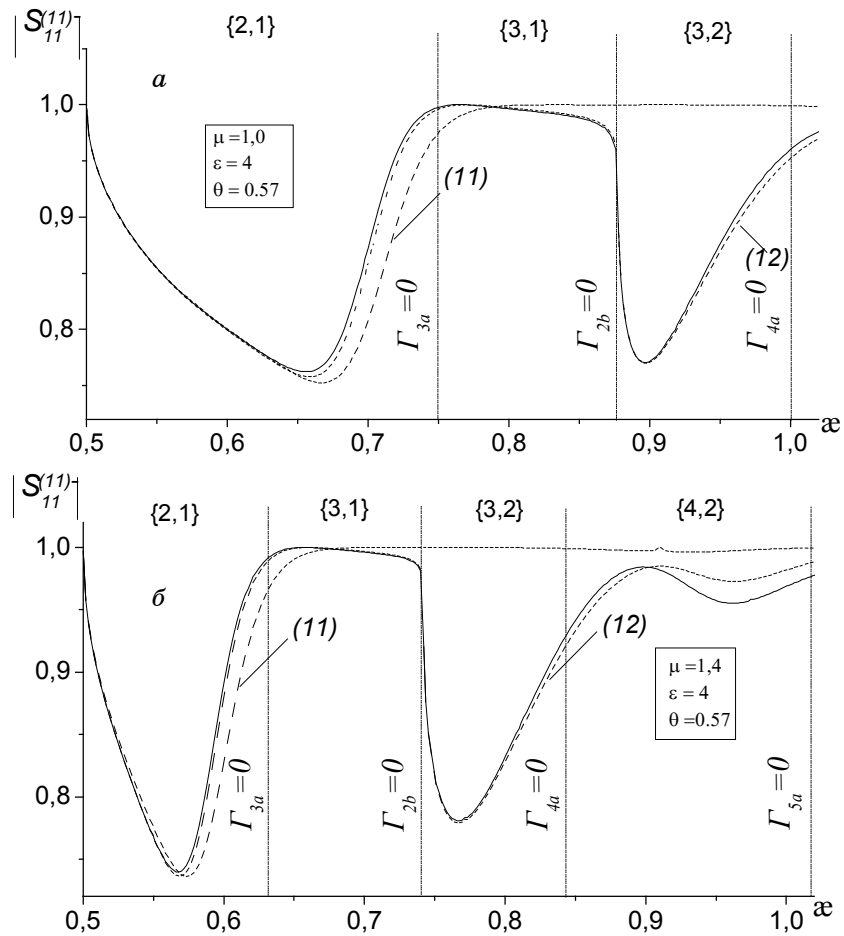 |S₁₁⁽¹¹⁾|
{2,1} {3,1} {3,2}
а
1,0
μ =1,0
ε = 4
θ = 0.57
(11)
0,9
(12)
Γ₃ₐ=0
Γ₂b=0
Γ₄ₐ=0
0,8
0,5 0,6 0,7 0,8 0,9 1,0 æ
|S₁₁⁽¹¹⁾|
{2,1} {3,1} {3,2} {4,2}
1,0
б
(11)
(12)
0,9
μ =1,4
ε = 4
θ =0.57
Γ₃ₐ=0
Γ₂b=0
Γ₄ₐ=0
Γ₅ₐ=0
0,8
0,5 0,6 0,7 0,8 0,9 1,0 æ